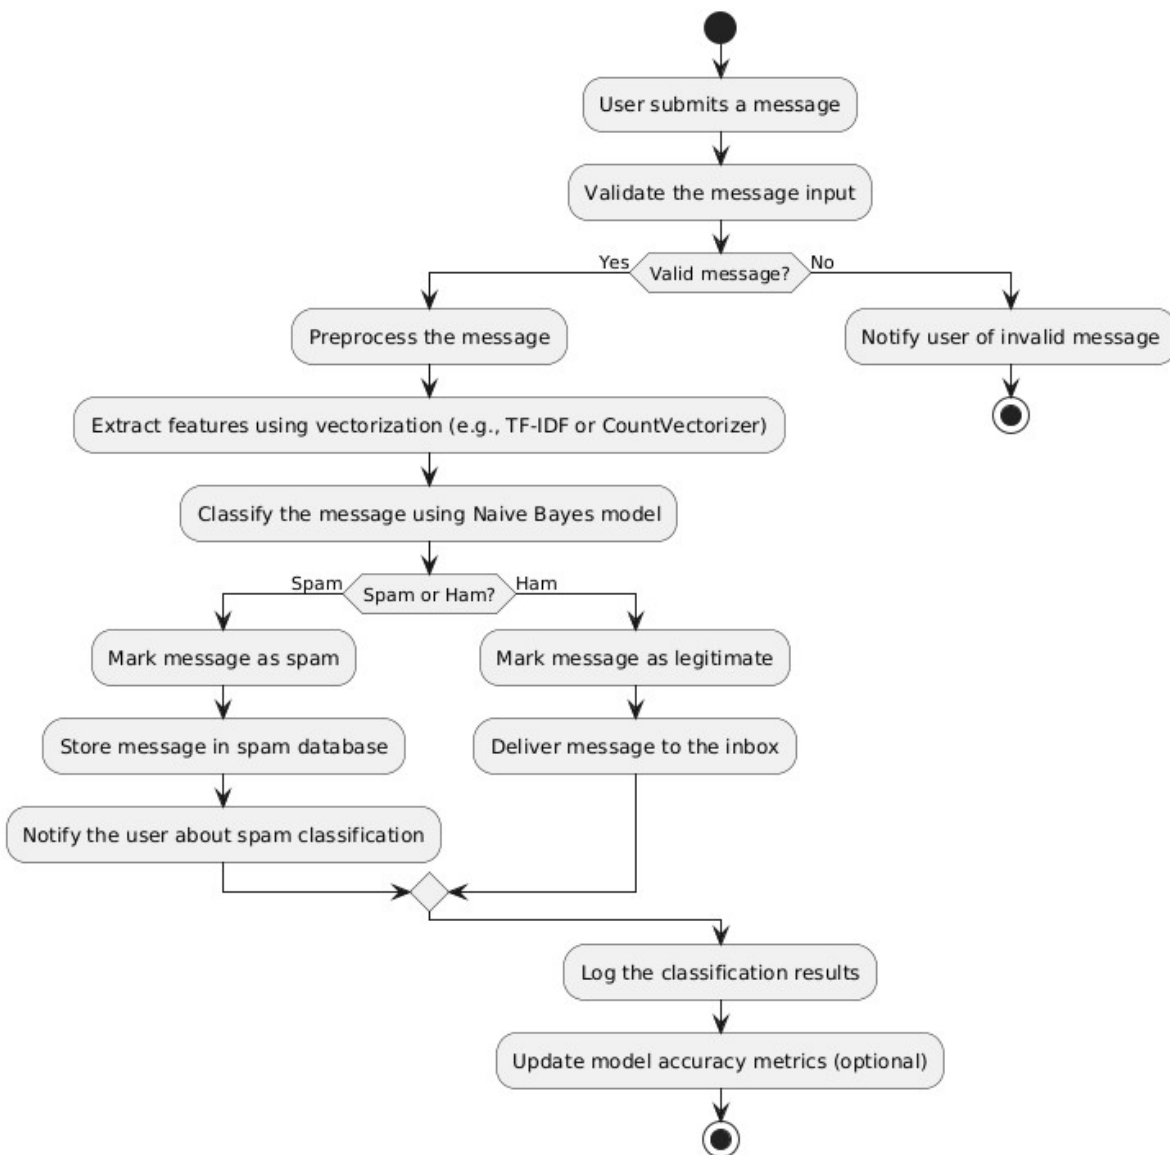 User submits a message
Validate the message input
Yes
Valid message?
No
Preprocess the message
Notify user of invalid message
Extract features using vectorization (e.g., TF-IDF or CountVectorizer)
Classify the message using Naive Bayes model
Spam
Spam or Ham?
Ham
Mark message as spam
Mark message as legitimate
Store message in spam database
Deliver message to the inbox
Notify the user about spam classification
Log the classification results
Update model accuracy metrics (optional)